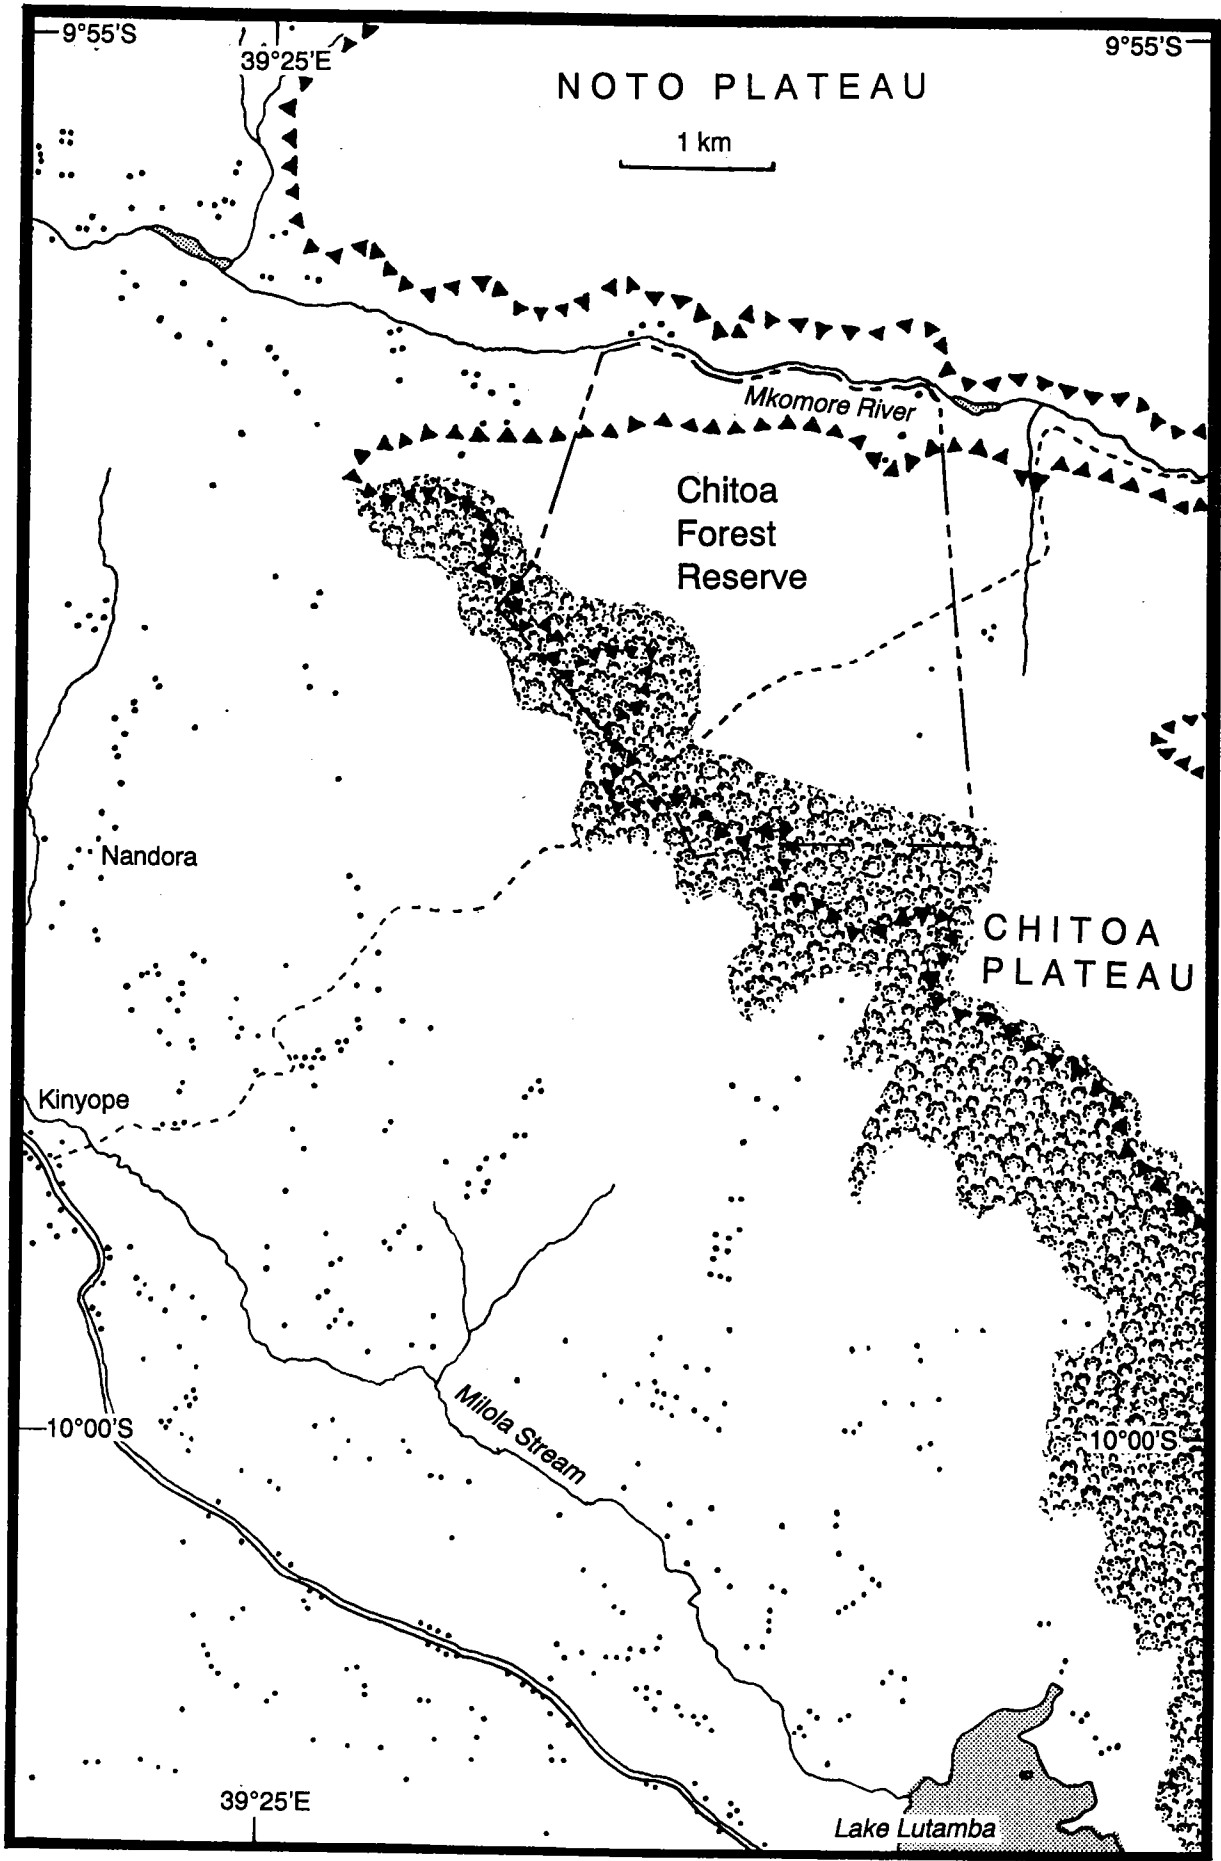 9°55'S
39°25'E
9°55'S
NOTO PLATEAU
1 km
Mkomore River
Chitoa
Forest
Reserve
Nandora
CHITOA
PLATEAU
Kinyope
Milola Stream
10°00'S
10°00'S
39°25'E
Lake Lutamba